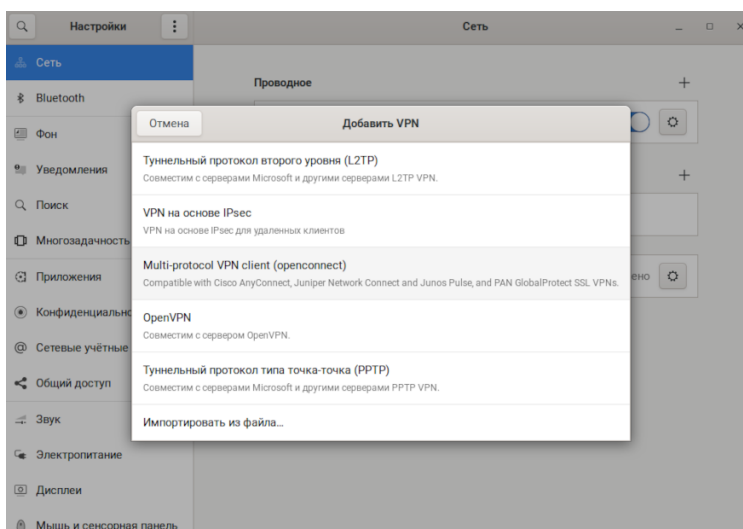 Настройки
Сеть
Сеть
Bluetooth
Фон
Уведомления
Поиск
Многозадачность
Приложения
Конфиденциально
Сетевые учётные
Общий доступ
Звук
Электропитание
Дисплеи
Мышь и сенсорная панель
Проводное
ено
Отмена
Добавить VPN
Туннельный протокол второго уровня (L2TP)
Совместим с серверами Microsoft и другими серверами L2TP VPN.
VPN на основе IPsec
VPN на основе IPsec для удаленных клиентов
Multi-protocol VPN client (openconnect)
Compatible with Cisco AnyConnect, Juniper Network Connect and Junos Pulse, and PAN GlobalProtect SSL VPNs.
OpenVPN
Совместим с сервером OpenVPN.
Туннельный протокол типа точка-точка (PPTP)
Совместим с серверами Microsoft и другими серверами PPTP VPN.
Импортировать из файла...